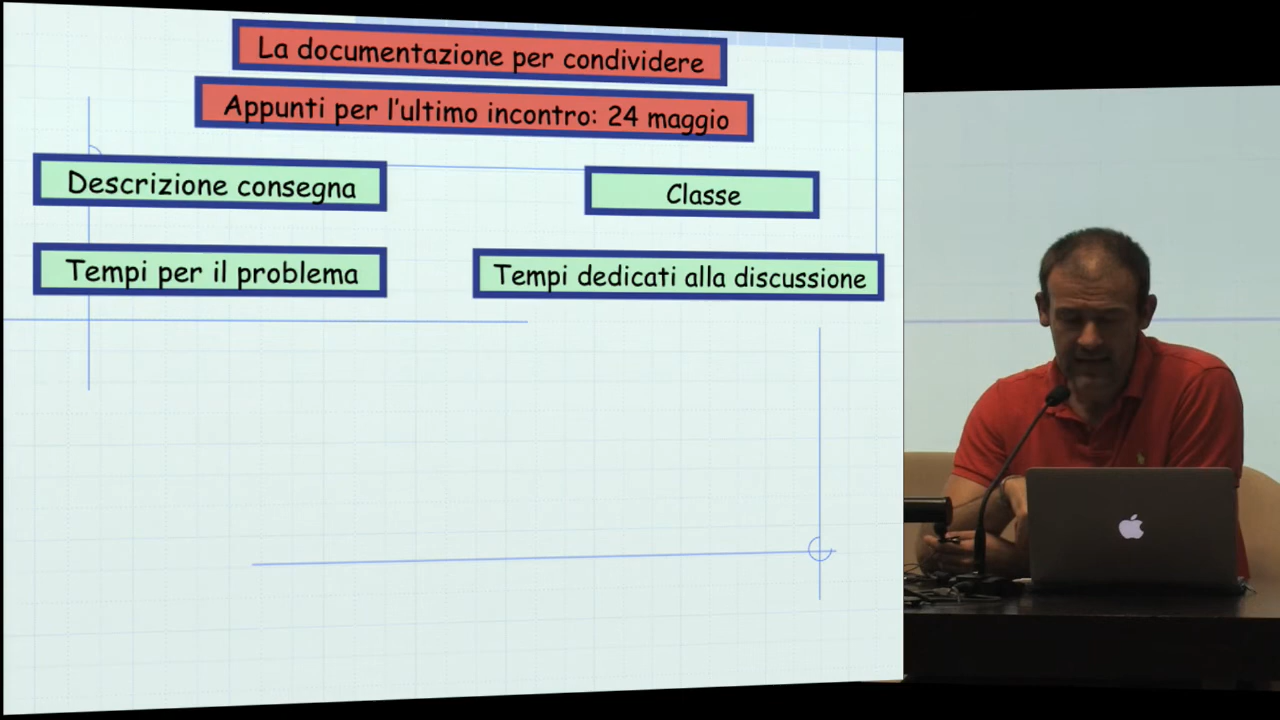 La documentazione per condividere
Appunti per l'ultimo incontro: 24 maggio
Descrizione consegna
Classe
Tempi per il problema
Tempi dedicati alla discussione